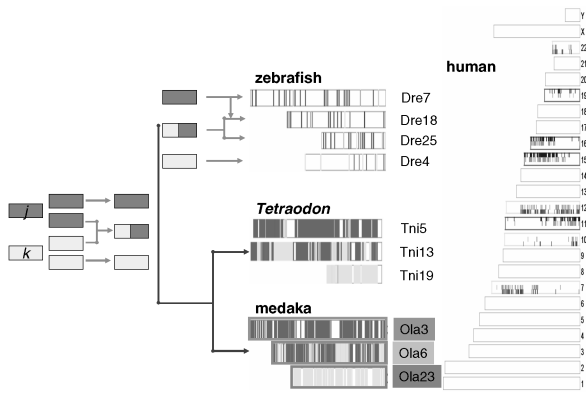 zebrafish
Dre7
Dre18
Dre25
Dre4
j
k
Tetraodon
Tni5
Tni13
Tni19
medaka
Ola3
Ola6
Ola23
human
Y
X
22
21
20
19
18
17
16
15
14
13
12
11
10
9
8
7
6
5
4
3
2
1